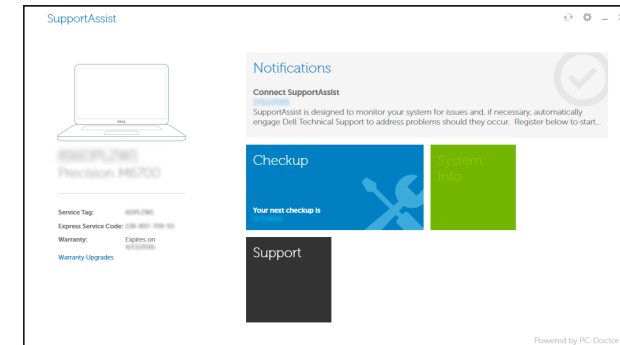 SupportAssist
DELL
Precision M6700
Service Tag:
Express Service Code:
Warranty: Expires on
Warranty Upgrades
Notifications
Connect SupportAssist
SupportAssist is designed to monitor your system for issues and, if necessary, automatically
engage Dell Technical Support to address problems should they occur. Register below to start...
Checkup
Your next checkup is
System
Info
Support
Powered by PC-Doctor